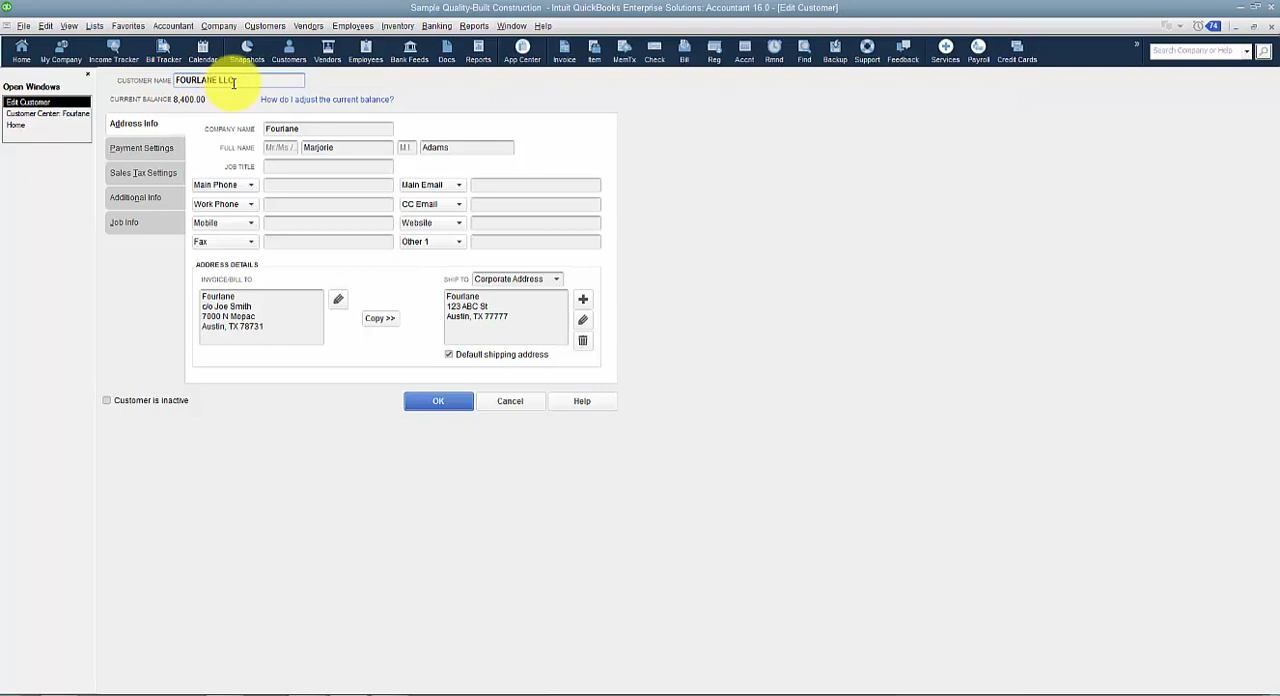 Sample Quality-Built Construction - Intuit QuickBooks Enterprise Solutions: Accountant 16.0 - [Edit Customer]
File Edit View Lists Favorites Accountant Company Customers Vendors Employees Inventory Banking Reports Window Help 74
Home My Company Income Tracker Bill Tracker Calendar Snapshots Customers Vendors Employees Bank Feeds Docs Reports App Center Invoice Item MemTx Check Bill Reg Accnt Rmnd Find Backup Support Feedback Services Payroll Credit Cards » Search Company or Help
Open Windows
Edit Customer
Customer Center: Fourlane
Home
CUSTOMER NAME FOURLANE LLC
CURRENT BALANCE 8,400.00 How do I adjust the current balance?
Address Info
Payment Settings
Sales Tax Settings
Additional Info
Job Info
COMPANY NAME Fourlane
FULL NAME Mr./Ms./.. Marjorie M.I. Adams
JOB TITLE
Main Phone Main Email
Work Phone CC Email
Mobile Website
Fax Other 1
ADDRESS DETAILS
INVOICE/BILL TO
Fourlane
c/o Joe Smith
7000 N Mopac
Austin, TX 78731
Copy >>
SHIP TO Corporate Address
Fourlane
123 ABC St
Austin, TX 77777
Default shipping address
Customer is inactive
OK Cancel Help